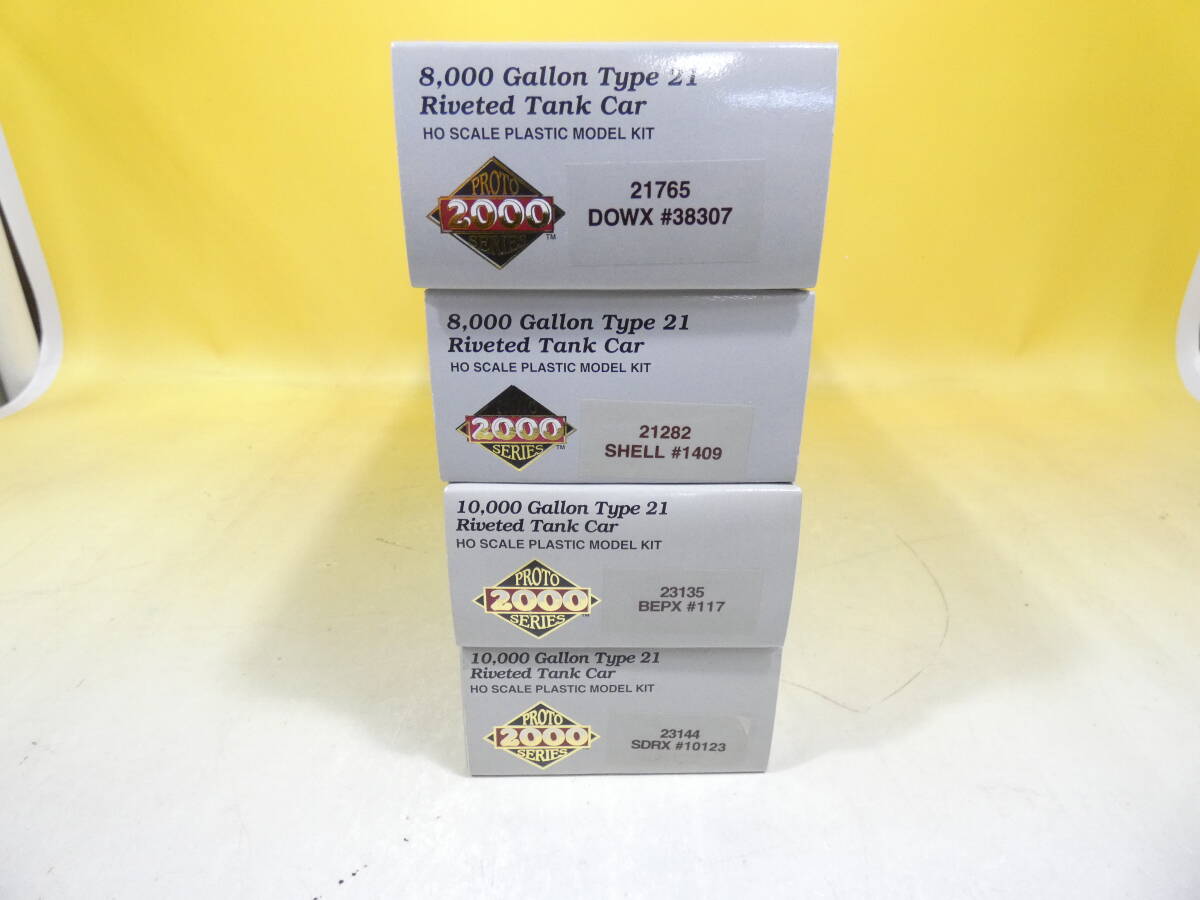 8,000 Gallon Type 21
Riveted Tank Car
HO SCALE PLASTIC MODEL KIT
PROTO
2000
SERIES
TM
21765
DOWX #38307
8,000 Gallon Type 21
Riveted Tank Car
HO SCALE PLASTIC MODEL KIT
2000
SERIES
TM
21282
SHELL #1409
10,000 Gallon Type 21
Riveted Tank Car
HO SCALE PLASTIC MODEL KIT
PROTO
2000
SERIES
23135
BEPX #117
10,000 Gallon Type 21
Riveted Tank Car
HO SCALE PLASTIC MODEL KIT
PROTO
2000
SERIES
23144
SDRX #10123